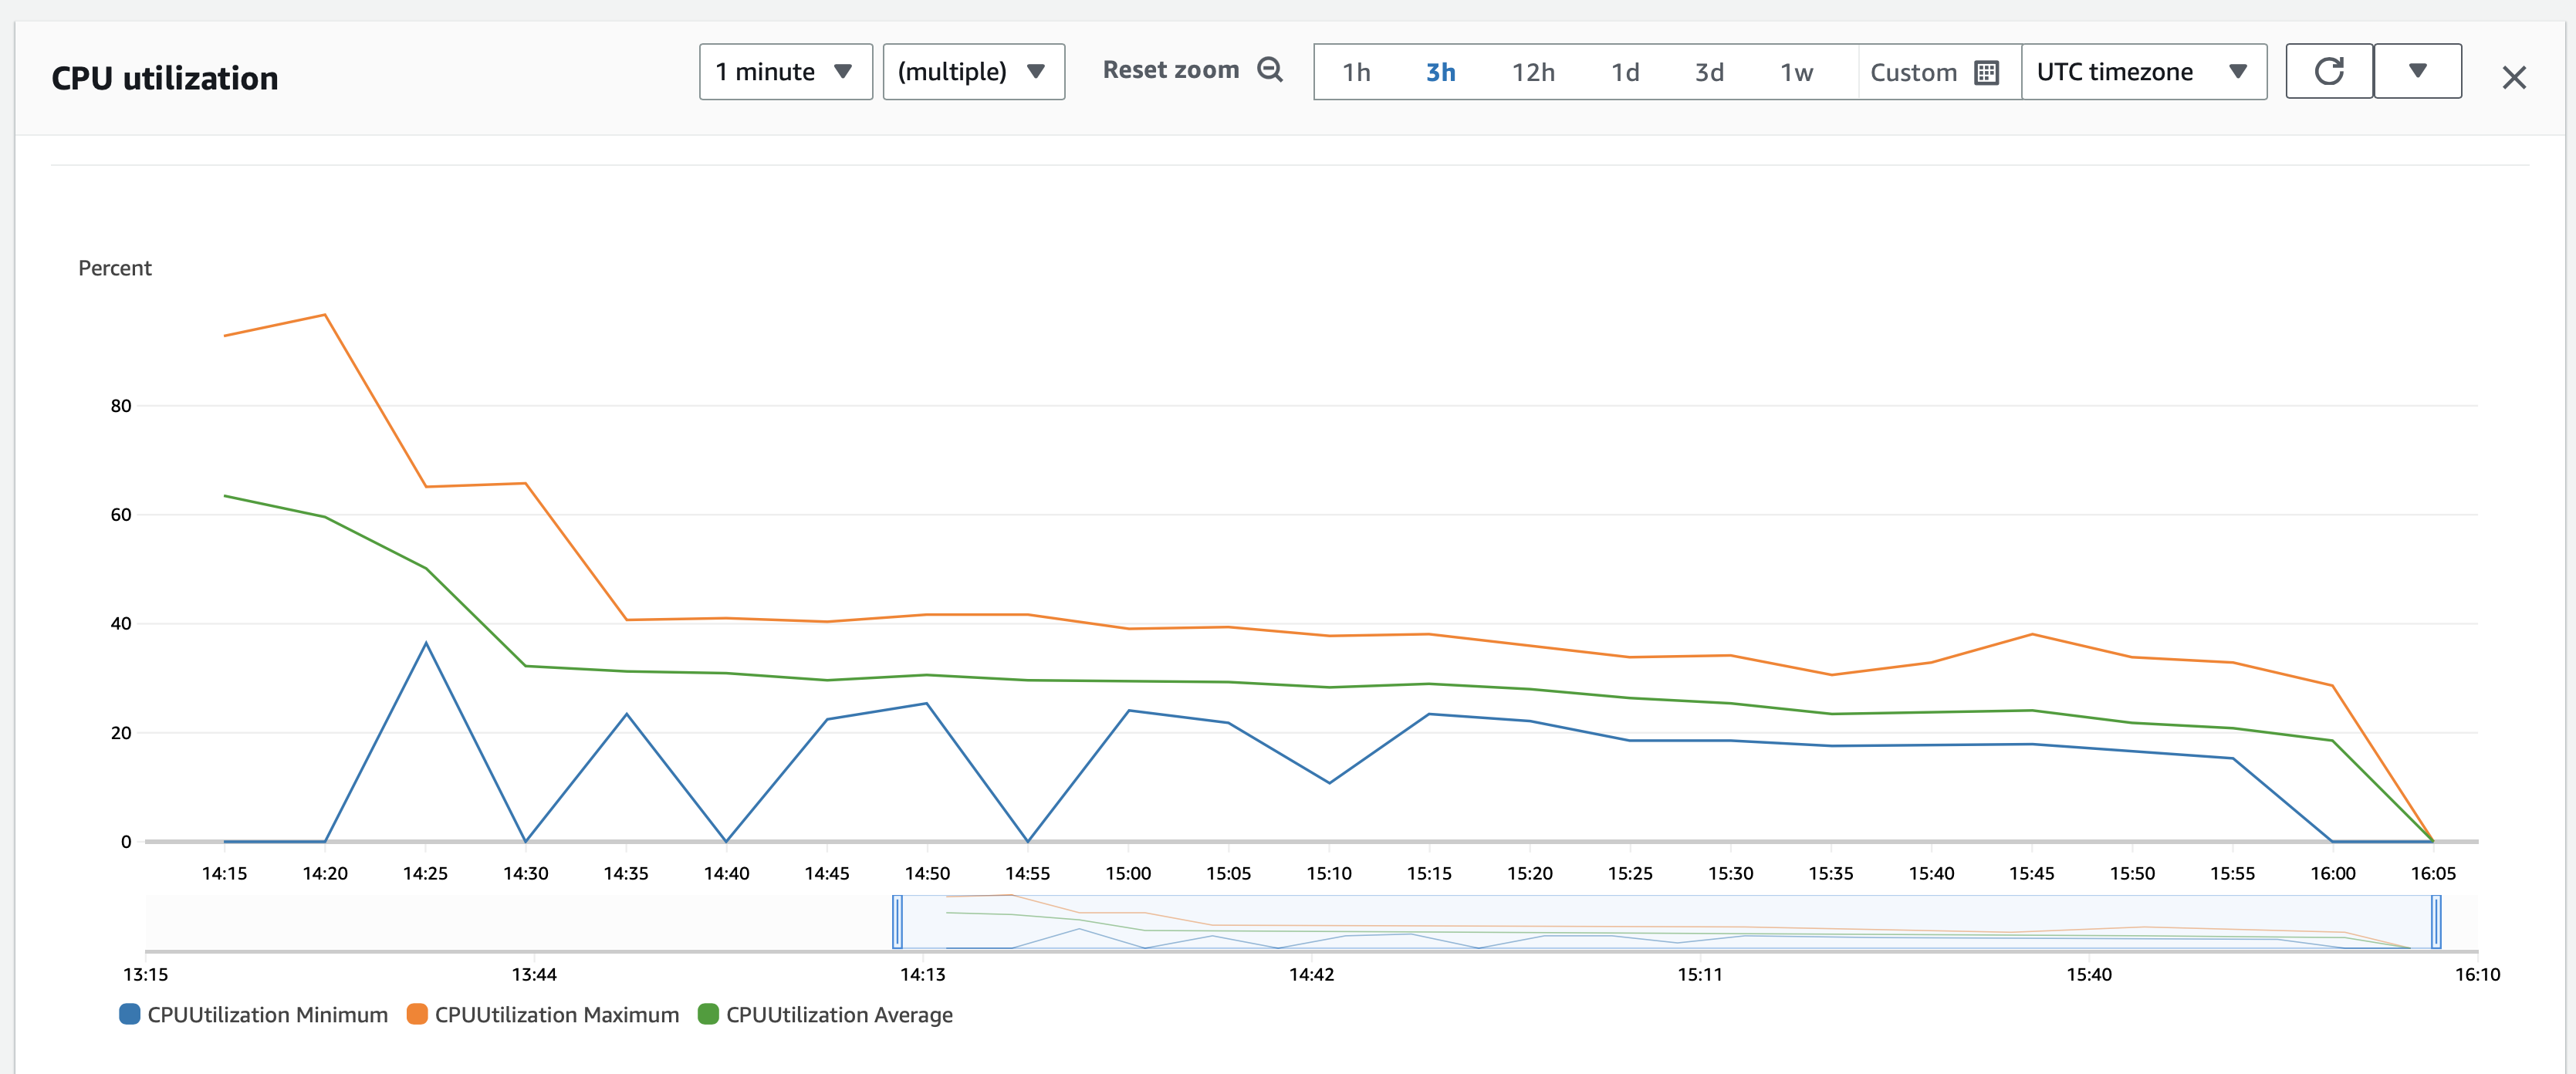 CPU utilization 1 minute (multiple) Reset zoom 1h 3h 12h 1d 3d 1w Custom UTC timezone
Percent
80
60
40
20
0
14:15 14:20 14:25 14:30 14:35 14:40 14:45 14:50 14:55 15:00 15:05 15:10 15:15 15:20 15:25 15:30 15:35 15:40 15:45 15:50 15:55 16:00 16:05
13:15 13:44 14:13 14:42 15:11 15:40 16:10
CPUUtilization Minimum CPUUtilization Maximum CPUUtilization Average